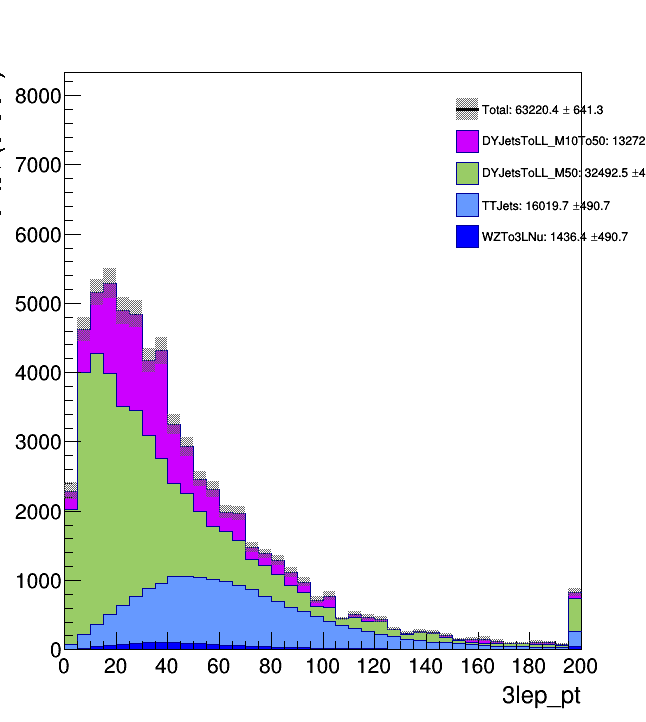 8000
7000
6000
5000
4000
3000
2000
1000
0
Total: 63220.4 ± 641.3
DYJetsToLL_M10To50: 13272
DYJetsToLL_M50: 32492.5 ±4
TTJets: 16019.7 ±490.7
WZTo3LNu: 1436.4 ±490.7
0 20 40 60 80 100 120 140 160 180 200
3lep_pt